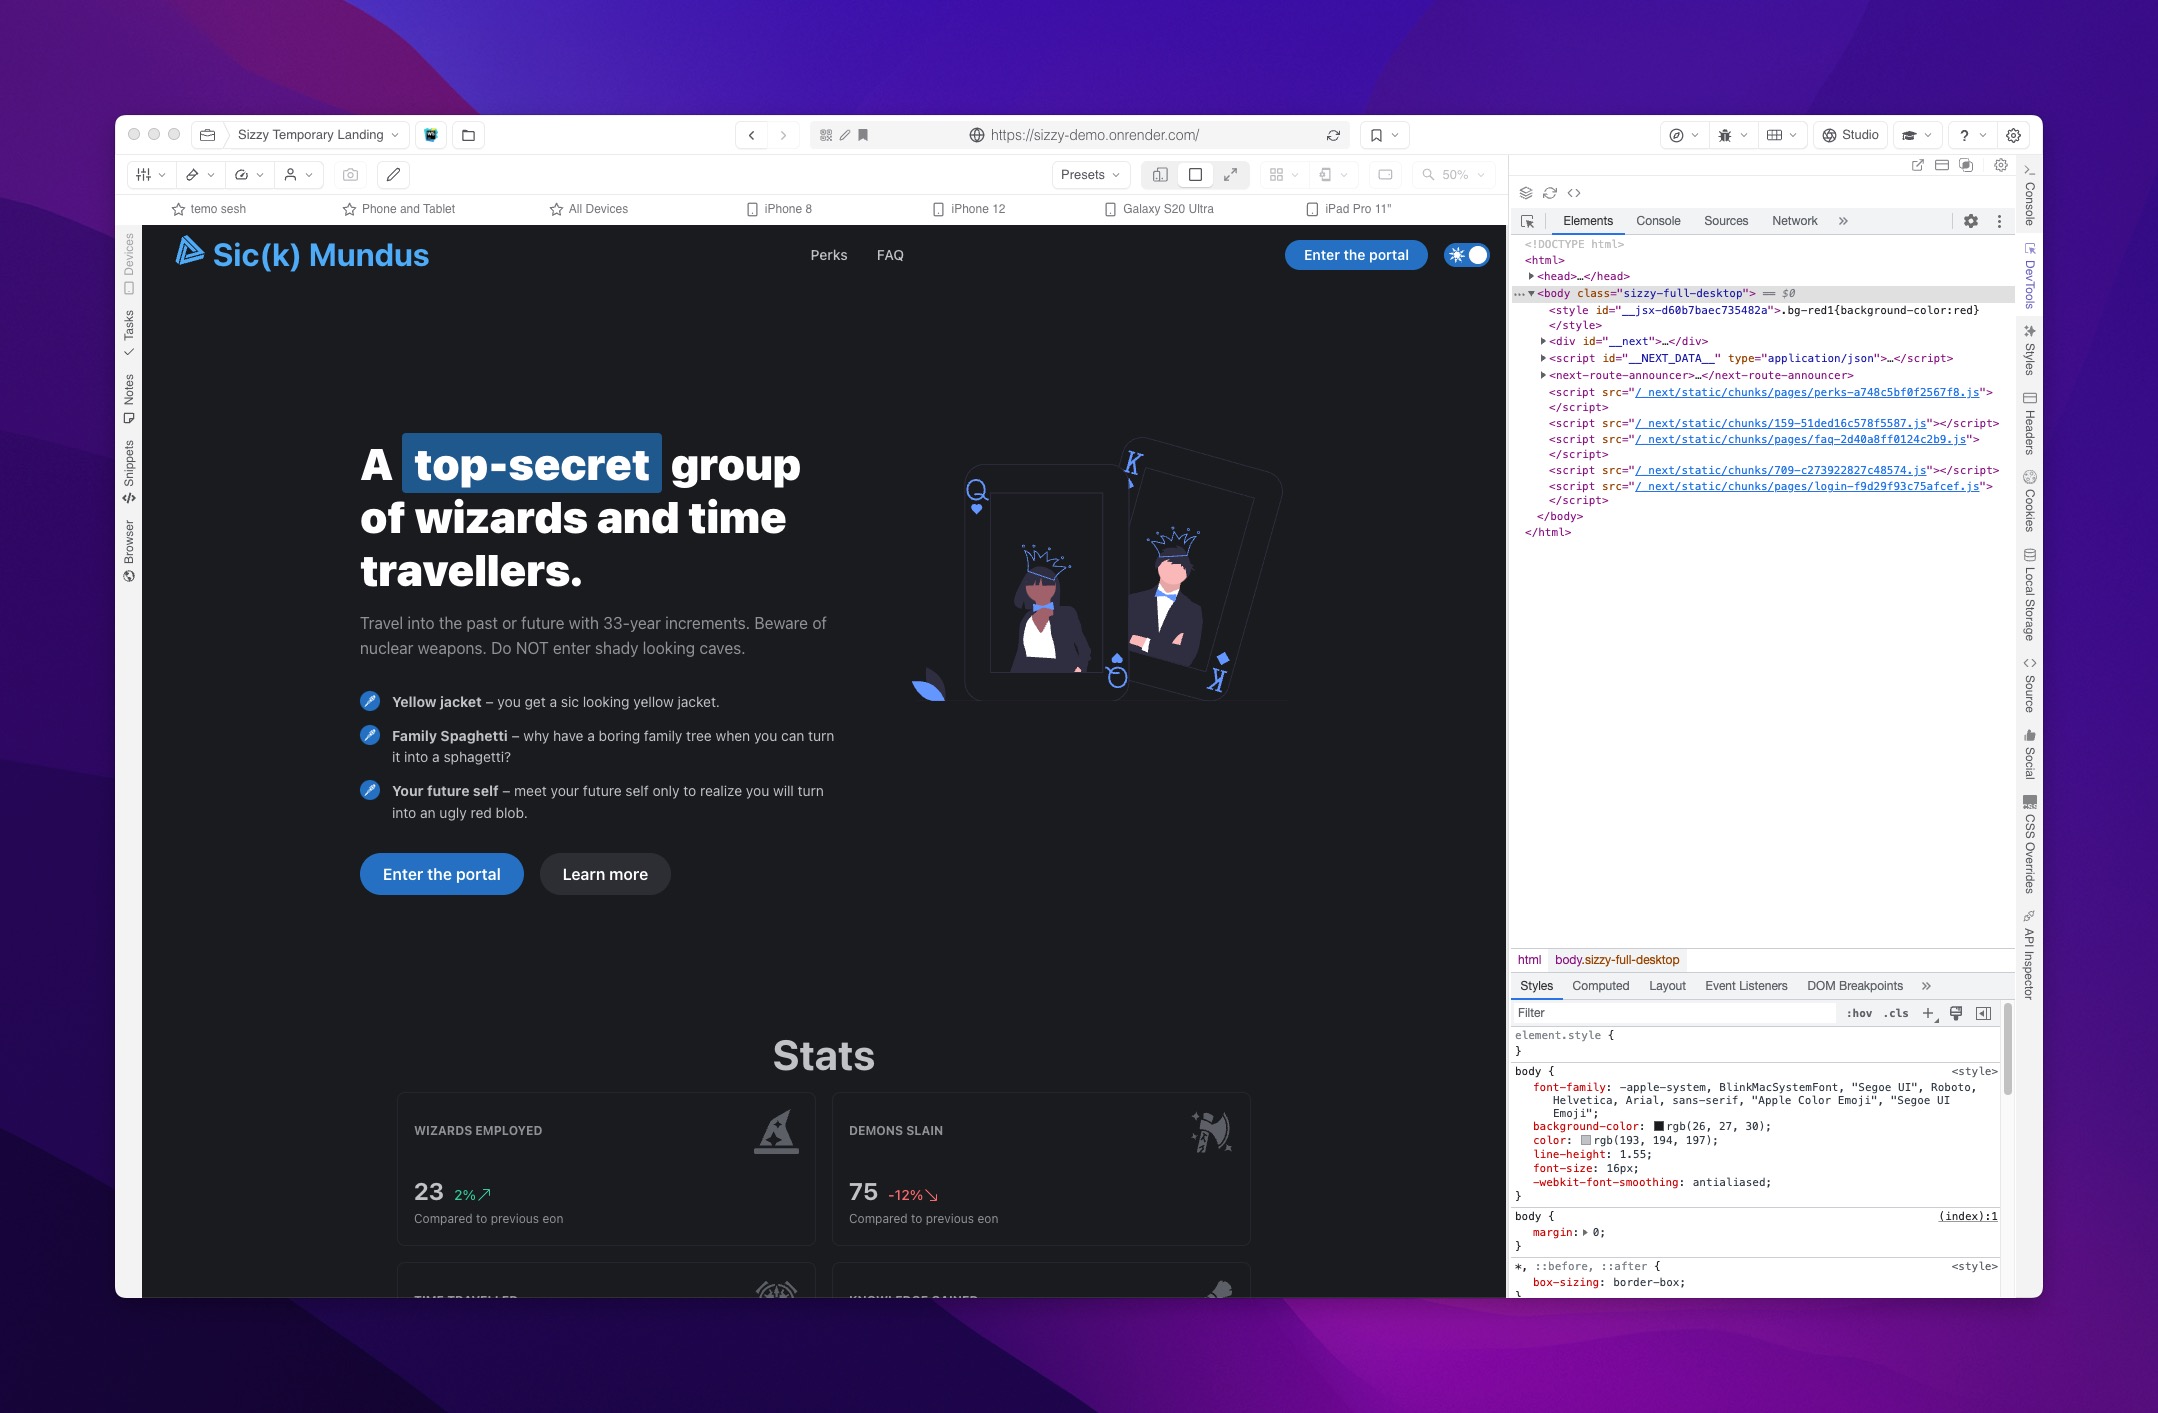 Sizzy Temporary Landing
https://sizzy-demo.onrender.com/
Studio
?
Presets
50%
temo sesh
Phone and Tablet
All Devices
iPhone 8
iPhone 12
Galaxy S20 Ultra
iPad Pro 11"
Devices
Tasks
Notes
Snippets
Browser
Sic(k) Mundus
Perks
FAQ
Enter the portal
A top-secret group
of wizards and time
travellers.
Travel into the past or future with 33-year increments. Beware of
nuclear weapons. Do NOT enter shady looking caves.
Yellow jacket – you get a sic looking yellow jacket.
Family Spaghetti – why have a boring family tree when you can turn
it into a sphagetti?
Your future self – meet your future self only to realize you will turn
into an ugly red blob.
Enter the portal
Learn more
Q
K
Q
K
Stats
WIZARDS EMPLOYED
23 2%
Compared to previous eon
DEMONS SLAIN
75 -12%
Compared to previous eon
Elements
Console
Sources
Network
<!DOCTYPE html>
<html>
<head>…</head>
<body class="sizzy-full-desktop"> == $0
<style id="__jsx-d60b7baec735482a">.bg-red1{background-color:red}
</style>
<div id="__next">…</div>
<script id="__NEXT_DATA__" type="application/json">…</script>
<next-route-announcer>…</next-route-announcer>
<script src="/_next/static/chunks/pages/perks-a748c5bf0f2567f8.js">
</script>
<script src="/_next/static/chunks/159-51ded16c578f5587.js"></script>
<script src="/_next/static/chunks/pages/faq-2d40a8ff0124c2b9.js">
</script>
<script src="/_next/static/chunks/709-c273922827c48574.js"></script>
<script src="/_next/static/chunks/pages/login-f9d29f93c75afcef.js">
</script>
</body>
</html>
html
body.sizzy-full-desktop
Styles
Computed
Layout
Event Listeners
DOM Breakpoints
Filter
:hov
.cls
element.style {
}
body {
<style>
font-family: -apple-system, BlinkMacSystemFont, "Segoe UI", Roboto,
Helvetica, Arial, sans-serif, "Apple Color Emoji", "Segoe UI
Emoji";
background-color: rgb(26, 27, 30);
color: rgb(193, 194, 197);
line-height: 1.55;
font-size: 16px;
-webkit-font-smoothing: antialiased;
}
body {
(index):1
margin: 0;
}
*, ::before, ::after {
<style>
box-sizing: border-box;
Console
DevTools
Styles
Headers
Cookies
Local Storage
Source
Social
CSS Overrides
API Inspector